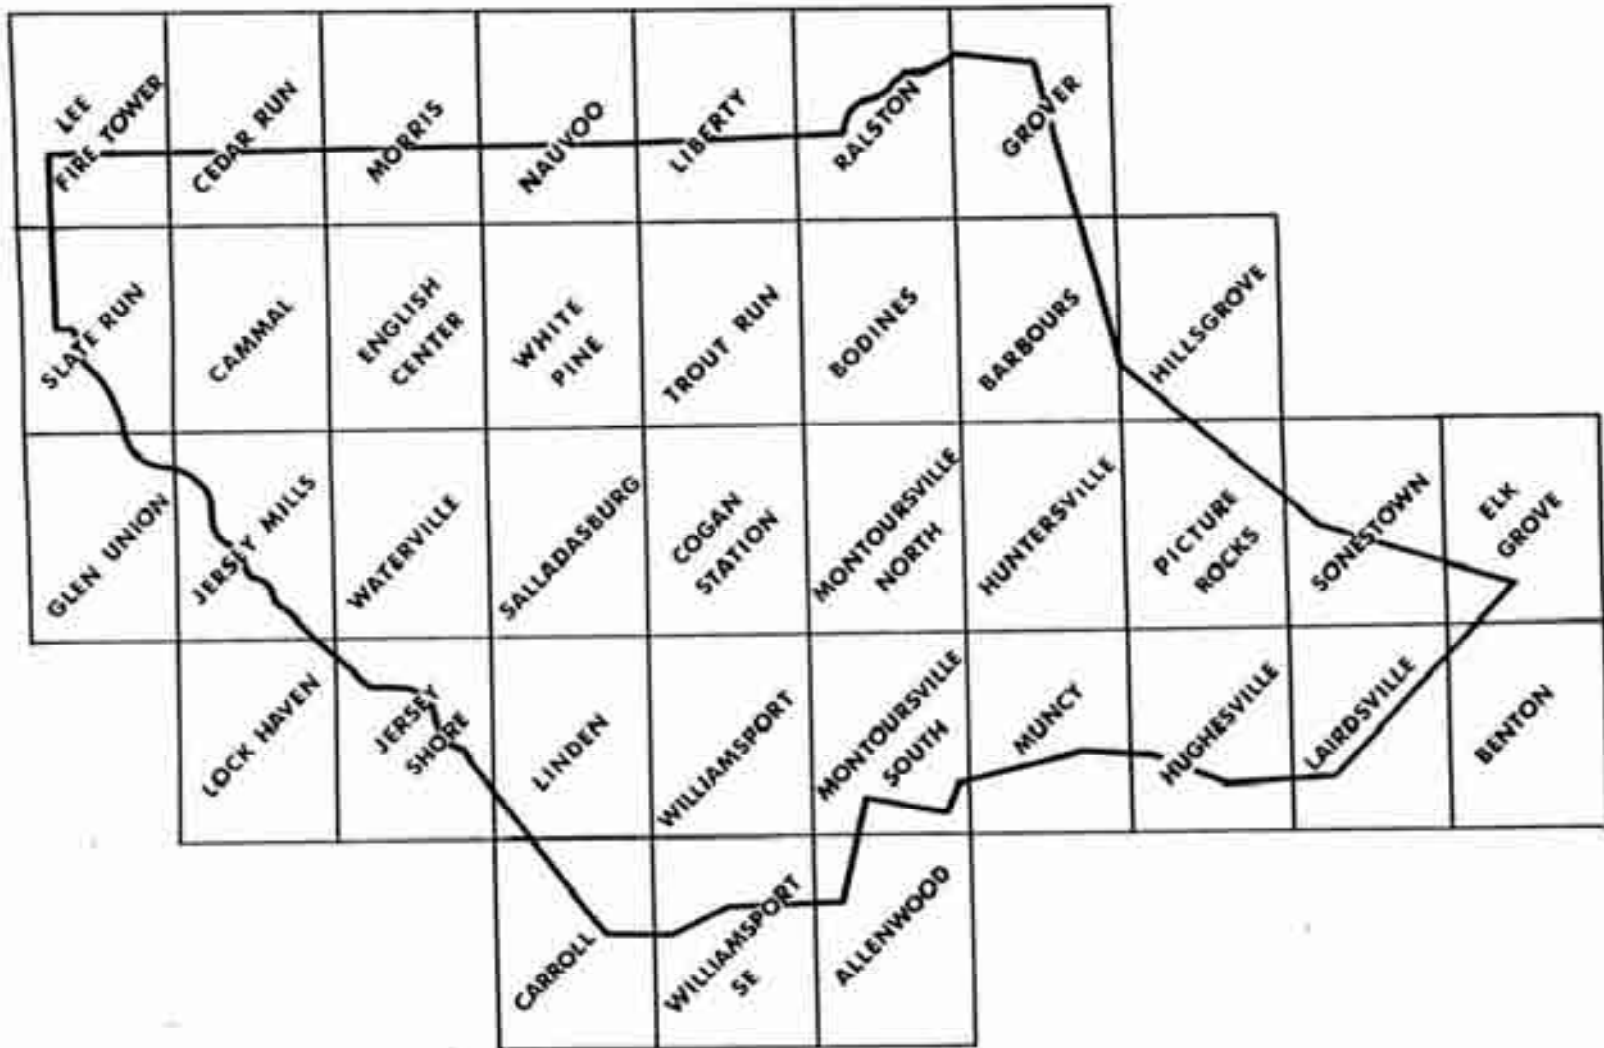 LEE
FIRE TOWER
CEDAR RUN
MORRIS
NAUVOO
LIBERTY
RALSTON
GROVER
SLATE RUN
CAMMAL
ENGLISH
CENTER
WHITE
PINE
TROUT RUN
BODINES
BARBOURS
HILLSGROVE
GLEN UNION
JERSEY MILLS
WATERVILLE
SALLADASBURG
COGAN
STATION
MONTOURSVILLE
NORTH
HUNTERSVILLE
PICTURE
ROCKS
SONESTOWN
ELK
GROVE
LOCK HAVEN
JERSEY
SHORE
LINDEN
WILLIAMSPORT
MONTOURSVILLE
SOUTH
MUNCY
HUGHESVILLE
LAIRDSVILLE
BENTON
CARROLL
WILLIAMSPORT
SE
ALLENWOOD